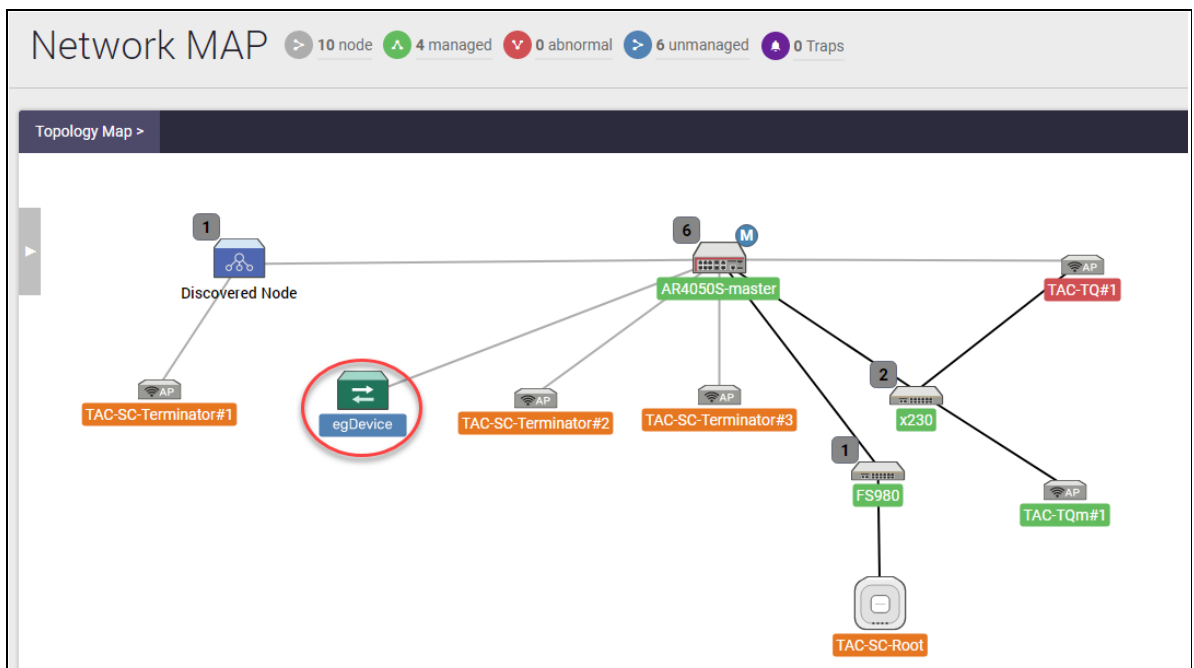 Network MAP 10 node 4 managed 0 abnormal 6 unmanaged 0 Traps
Topology Map >
1
6
M
Discovered Node
AR4050S-master
AP
TAC-TQ#1
AP
TAC-SC-Terminator#1
egDevice
AP
TAC-SC-Terminator#2
AP
TAC-SC-Terminator#3
2
x230
1
FS980
AP
TAC-TQm#1
TAC-SC-Root